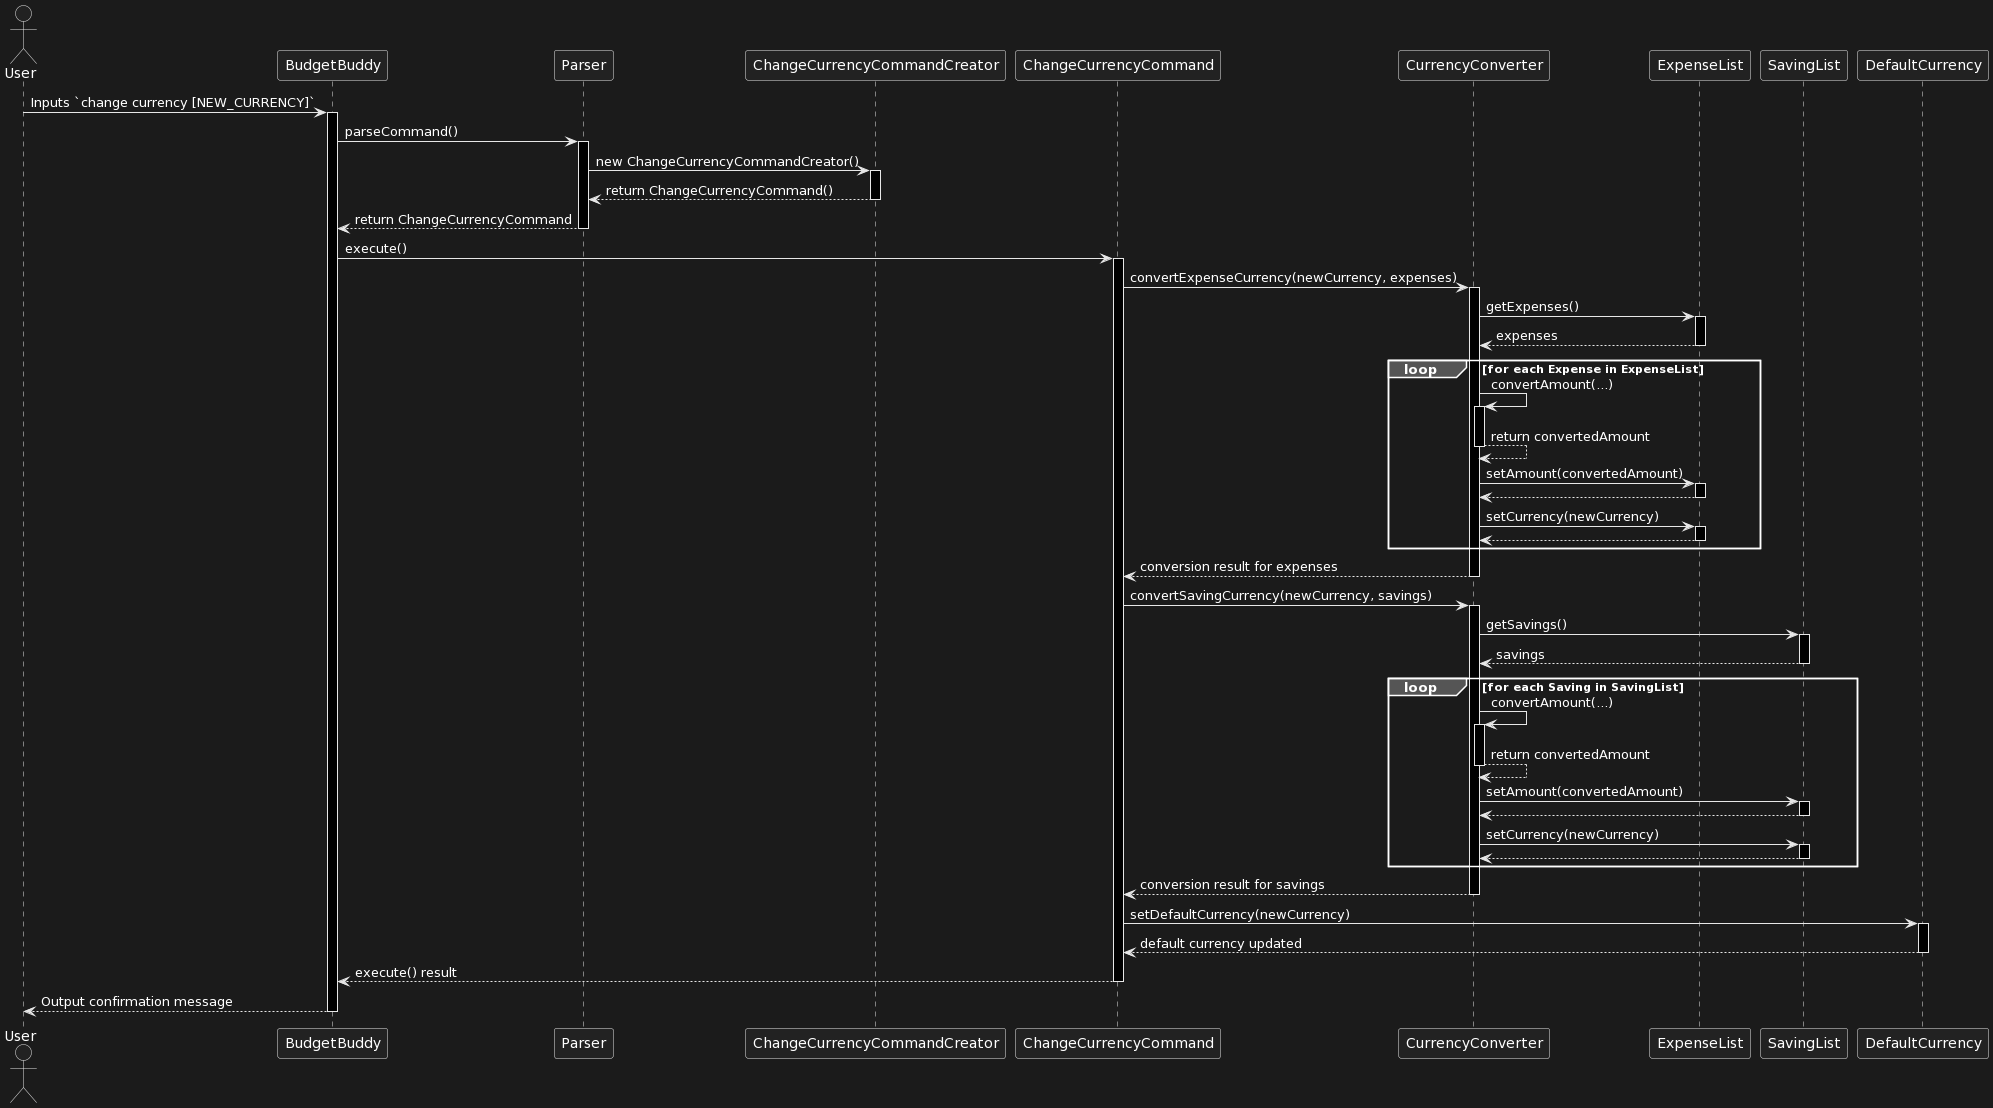 User
BudgetBuddy
Parser
ChangeCurrencyCommandCreator
ChangeCurrencyCommand
CurrencyConverter
ExpenseList
SavingList
DefaultCurrency
Inputs `change currency [NEW_CURRENCY]`
parseCommand()
new ChangeCurrencyCommandCreator()
return ChangeCurrencyCommand()
return ChangeCurrencyCommand
execute()
convertExpenseCurrency(newCurrency, expenses)
getExpenses()
expenses
loop [for each Expense in ExpenseList]
convertAmount(...)
return convertedAmount
setAmount(convertedAmount)
setCurrency(newCurrency)
conversion result for expenses
convertSavingCurrency(newCurrency, savings)
getSavings()
savings
loop [for each Saving in SavingList]
convertAmount(...)
return convertedAmount
setAmount(convertedAmount)
setCurrency(newCurrency)
conversion result for savings
setDefaultCurrency(newCurrency)
default currency updated
execute() result
Output confirmation message
User
BudgetBuddy
Parser
ChangeCurrencyCommandCreator
ChangeCurrencyCommand
CurrencyConverter
ExpenseList
SavingList
DefaultCurrency